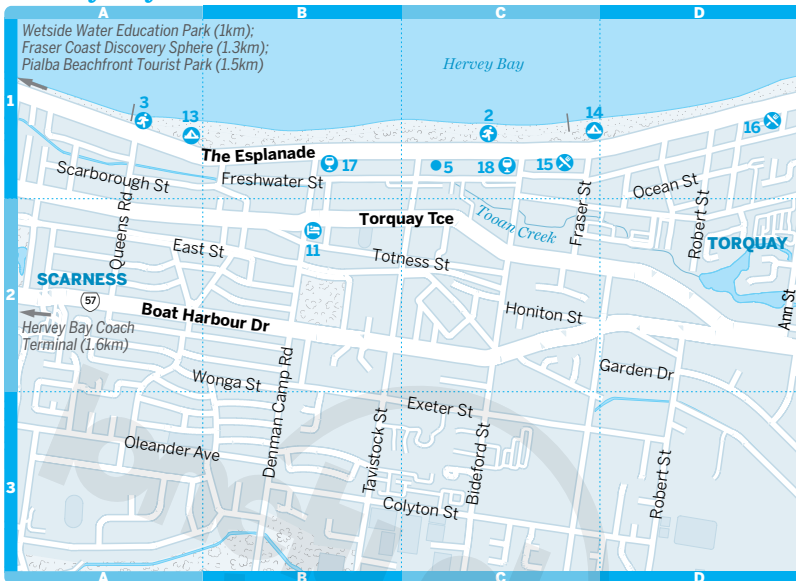 A B C D
Wetside Water Education Park (1km);
Fraser Coast Discovery Sphere (1.3km);
Pialba Beachfront Tourist Park (1.5km)
Hervey Bay
1
3
13
2
14
16
The Esplanade
17
5
18
15
Scarborough St
Freshwater St
Ocean St
Queens Rd
Torquay Tce
Tooan Creek
Fraser St
Robert St
East St
11
Totness St
TORQUAY
SCARNESS
2
57
Boat Harbour Dr
Honiton St
Ann St
Hervey Bay Coach
Terminal (1.6km)
Garden Dr
Wonga St
Denman Camp Rd
Exeter St
Tavistock St
Bideford St
Oleander Ave
Robert St
3
Colyton St
A B C D